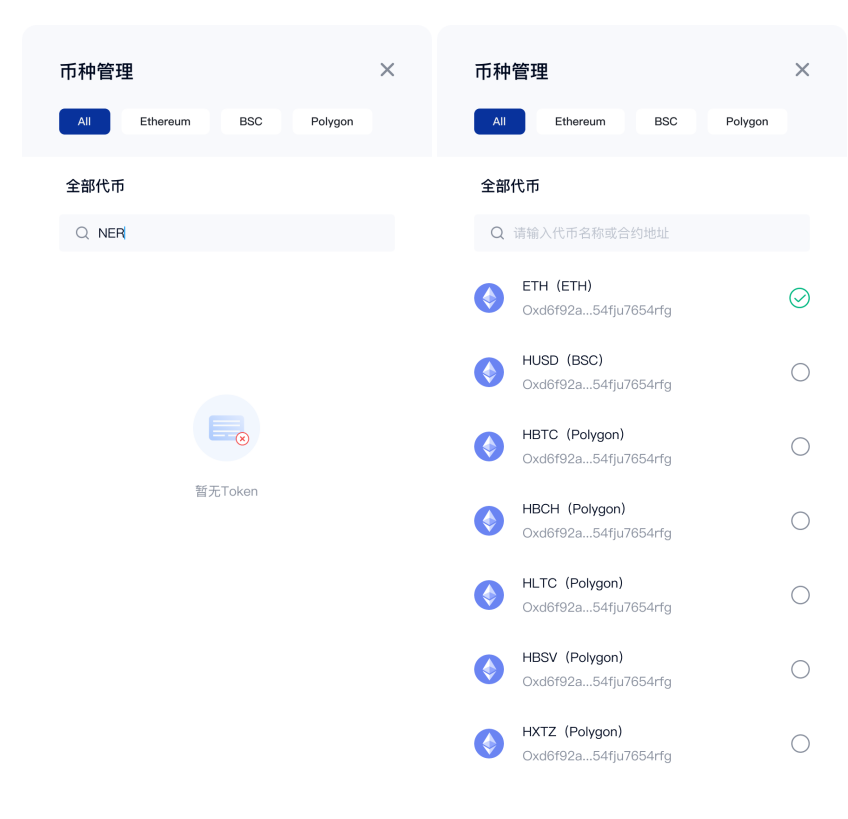 币种管理
All Ethereum BSC Polygon
全部代币
NER
暂无Token
币种管理
All Ethereum BSC Polygon
全部代币
请输入代币名称或合约地址
ETH（ETH）
Oxd6f92a...54fju7654rfg
HUSD（BSC）
Oxd6f92a...54fju7654rfg
HBTC（Polygon）
Oxd6f92a...54fju7654rfg
HBCH（Polygon）
Oxd6f92a...54fju7654rfg
HLTC（Polygon）
Oxd6f92a...54fju7654rfg
HBSV（Polygon）
Oxd6f92a...54fju7654rfg
HXTZ（Polygon）
Oxd6f92a...54fju7654rfg